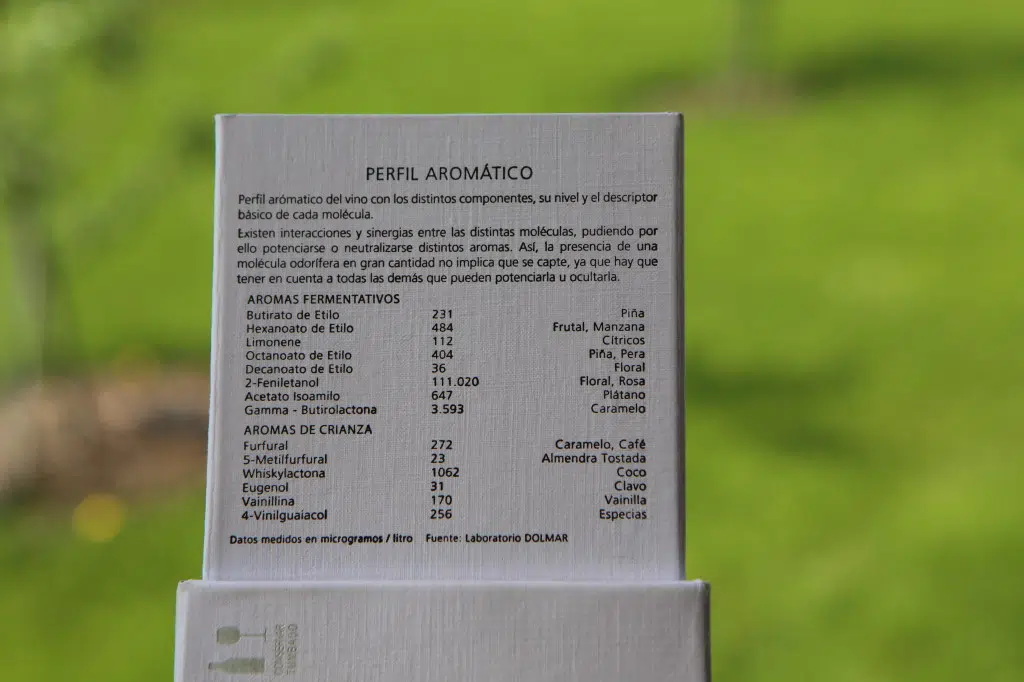 PERFIL AROMÁTICO
Perfil arómatico del vino con los distintos componentes, su nivel y el descriptor
básico de cada molécula.
Existen interacciones y sinergias entre las distintas moléculas, pudiendo por
ello potenciarse o neutralizarse distintos aromas. Así, la presencia de una
molécula odorífera en gran cantidad no implica que se capte, ya que hay que
tener en cuenta a todas las demás que pueden potenciarla u ocultarla.
AROMAS FERMENTATIVOS
Butirato de Etilo 231 Piña
Hexanoato de Etilo 484 Frutal, Manzana
Limonene 112 Cítricos
Octanoato de Etilo 404 Piña, Pera
Decanoato de Etilo 36 Floral
2-Feniletanol 111.020 Floral, Rosa
Acetato Isoamilo 647 Plátano
Gamma - Butirolactona 3.593 Caramelo
AROMAS DE CRIANZA
Furfural 272 Caramelo, Café
5-Metilfurfural 23 Almendra Tostada
Whiskylactona 1062 Coco
Eugenol 31 Clavo
Vainillina 170 Vainilla
4-Vinilguaiacol 256 Especias
Datos medidos en microgramos / litro Fuente: Laboratorio DOLMAR
CONSERVAR
TUMBADO